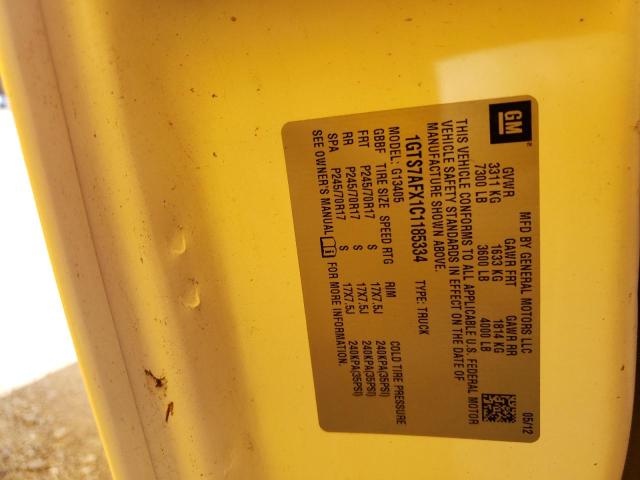 GM
MFD BY GENERAL MOTORS LLC 05/12
GVWR GAWR FRT GAWR RR
3311 KG 1633 KG 1814 KG
7300 LB 3600 LB 4000 LB
THIS VEHICLE CONFORMS TO ALL APPLICABLE U.S. FEDERAL MOTOR
VEHICLE SAFETY STANDARDS IN EFFECT ON THE DATE OF
MANUFACTURE SHOWN ABOVE.
1GTS7AFX1C1185334 TYPE: TRUCK
MODEL: G13405
GBBF TIRE SIZE SPEED RTG RIM COLD TIRE PRESSURE
FRT P245/70R17 S 17X7.5J 240KPA(35PSI)
RR P245/70R17 S 17X7.5J 240KPA(35PSI)
SPA P245/70R17 S 17X7.5J 240KPA(35PSI)
SEE OWNER'S MANUAL FOR MORE INFORMATION.